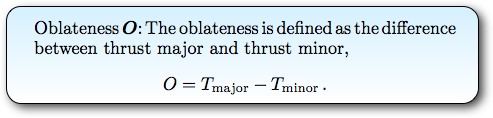 Oblateness O: The oblateness is defined as the difference
between thrust major and thrust minor,
O = T_major − T_minor .